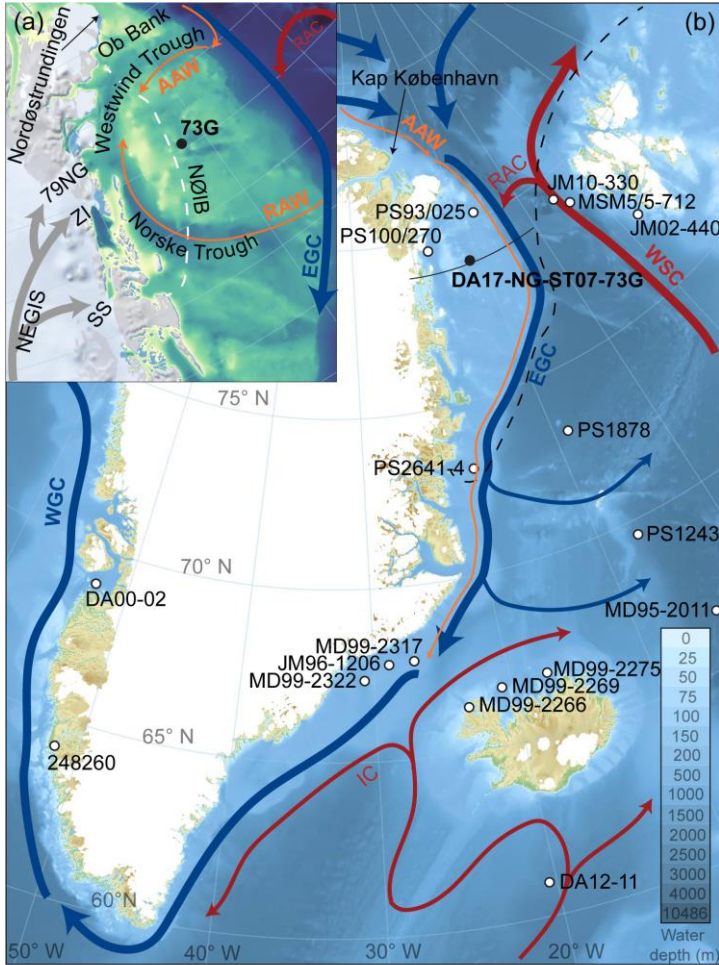 (a)
Nordøstrundingen
Ob Bank
Westwind Trough
AAW
RAC
73G
NØIB
79NG
ZI
RAW
Norske Trough
NEGIS
SS
EGC
(b)
Kap København
AAW
RAC
JM10-330
MSM5/5-712
JM02-440
PS93/025
PS100/270
DA17-NG-ST07-73G
WSC
EGC
75° N
PS1878
PS2641-4
WGC
PS1243
70° N
DA00-02
MD95-2011
MD99-2317
JM96-1206
MD99-2322
MD99-2275
MD99-2269
MD99-2266
65° N
248260
IC
DA12-11
60° N
50° W
40° W
30° W
20° W
0
25
50
75
100
150
200
500
1000
1500
2000
2500
3000
4000
10486
Water
depth (m)